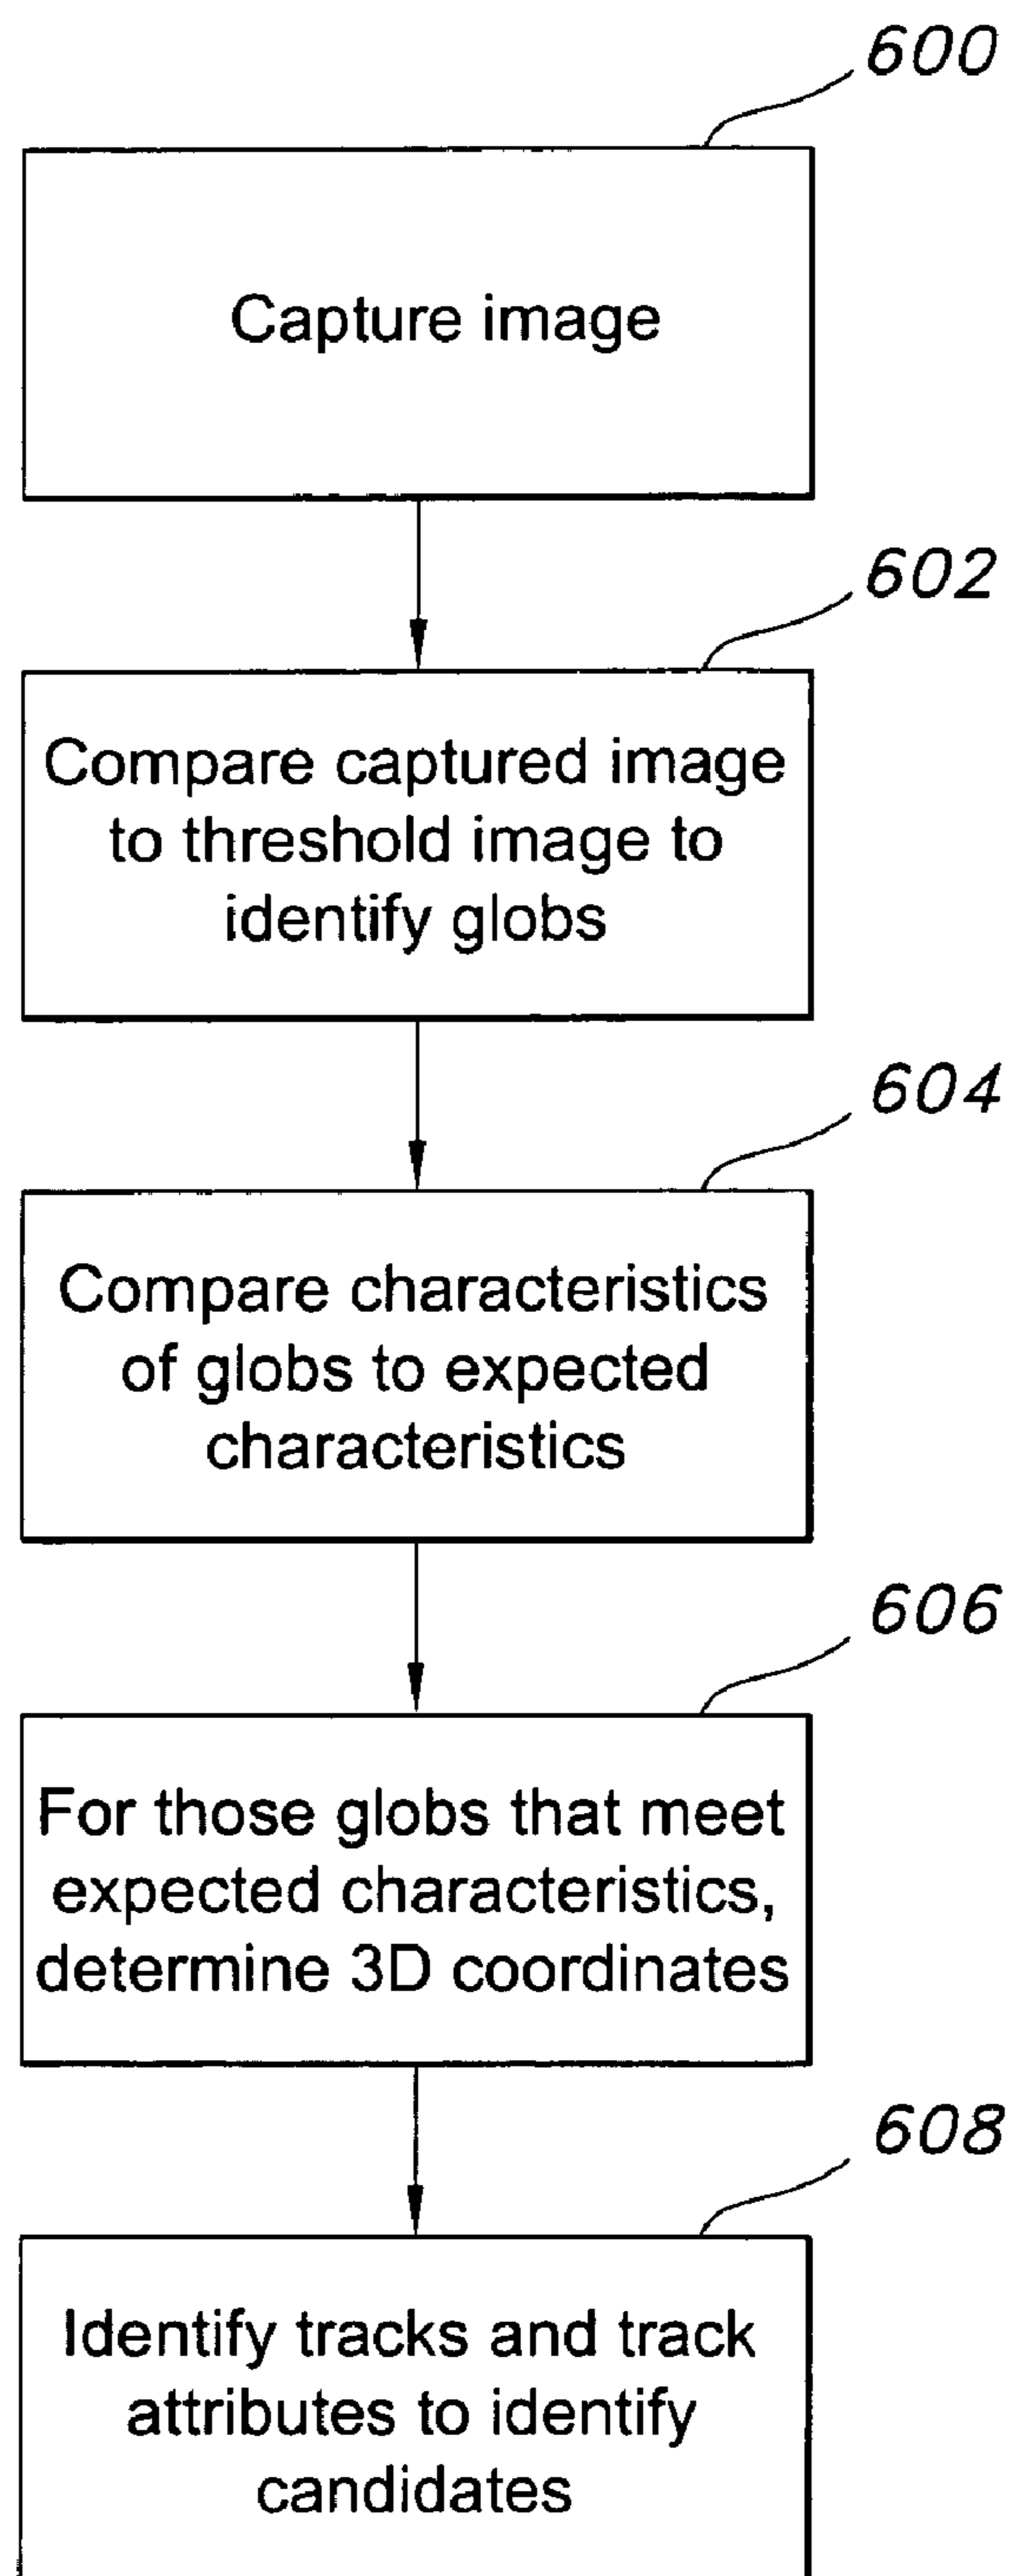 600
Capture image
602
Compare captured image
to threshold image to
identify globs
604
Compare characteristics
of globs to expected
characteristics
606
For those globs that meet
expected characteristics,
determine 3D coordinates
608
Identify tracks and track
attributes to identify
candidates